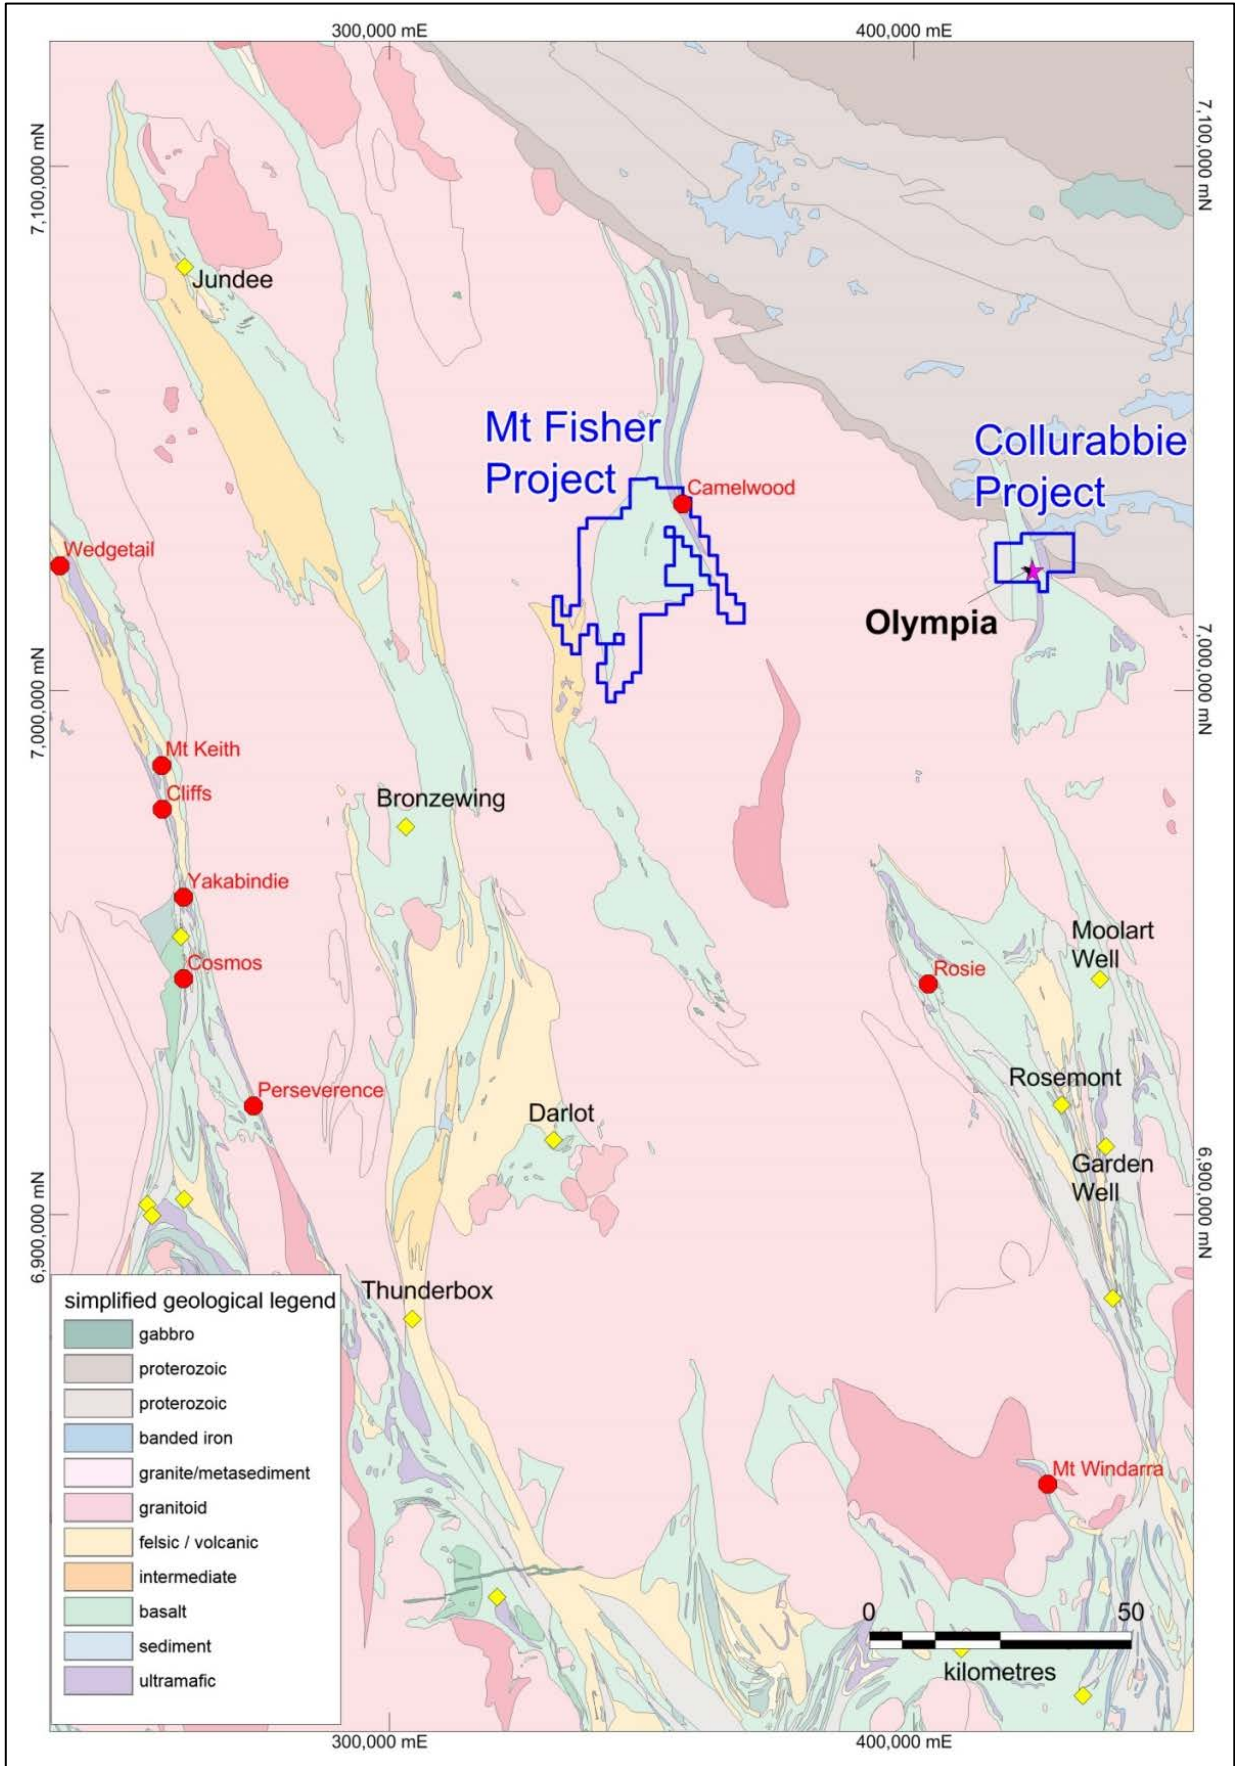 300,000 mE
400,000 mE
7,100,000 mN
7,100,000 mN
Jundee
Mt Fisher
Project
Collurabbie
Project
Camelwood
Wedgetail
Olympia
7,000,000 mN
7,000,000 mN
Mt Keith
Cliffs
Bronzewing
Yakabindie
Cosmos
Moolart
Well
Rosie
Perseverence
Rosemont
Darlot
Garden
Well
6,900,000 mN
6,900,000 mN
Thunderbox
simplified geological legend
gabbro
proterozoic
proterozoic
banded iron
granite/metasediment
granitoid
felsic / volcanic
intermediate
basalt
sediment
ultramafic
Mt Windarra
0
50
kilometres
300,000 mE
400,000 mE